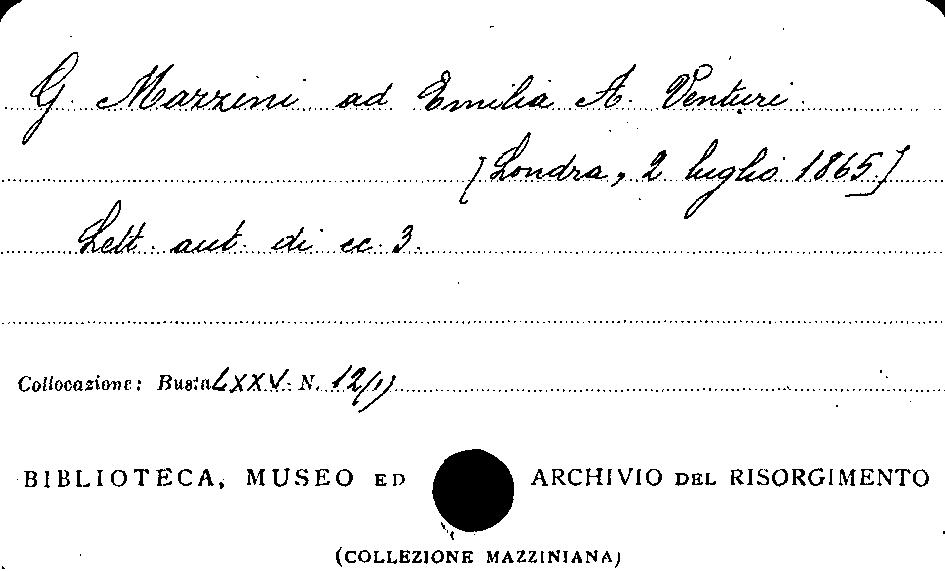 G. Mazzini ad Emilia A. Venturi.
[Londra, 2 luglio 1865]
Lett. aut. di cc. 3.
Collocazione: Busta LXXV N. 12/1)
BIBLIOTECA, MUSEO ED ARCHIVIO DEL RISORGIMENTO
(COLLEZIONE MAZZINIANA)